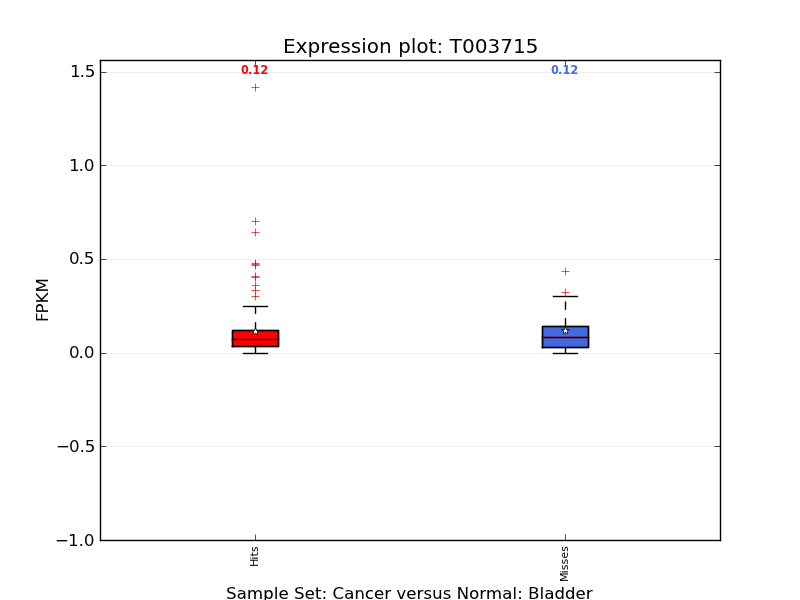 Expression plot: T003715
0.12 0.12
1.5
1.0
0.5
0.0
−0.5
−1.0
FPKM
Hits Misses
Sample Set: Cancer versus Normal: Bladder